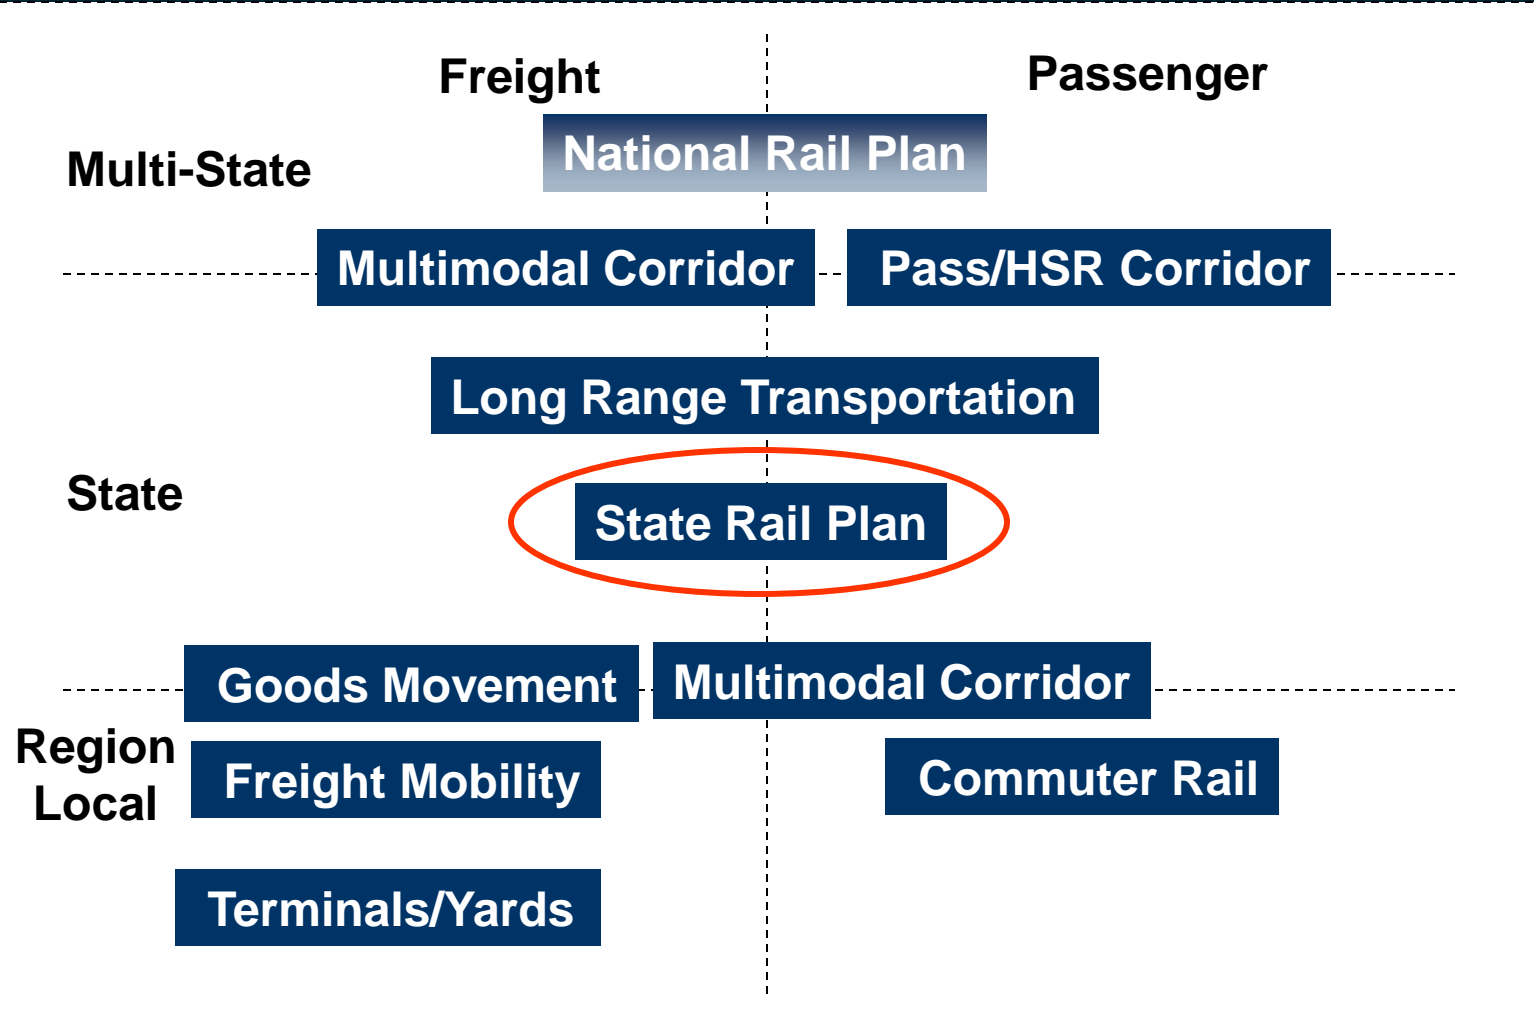 Freight
Passenger
Multi-State
National Rail Plan
Multimodal Corridor
Pass/HSR Corridor
Long Range Transportation
State
State Rail Plan
Goods Movement
Multimodal Corridor
Region
Local
Freight Mobility
Commuter Rail
Terminals/Yards